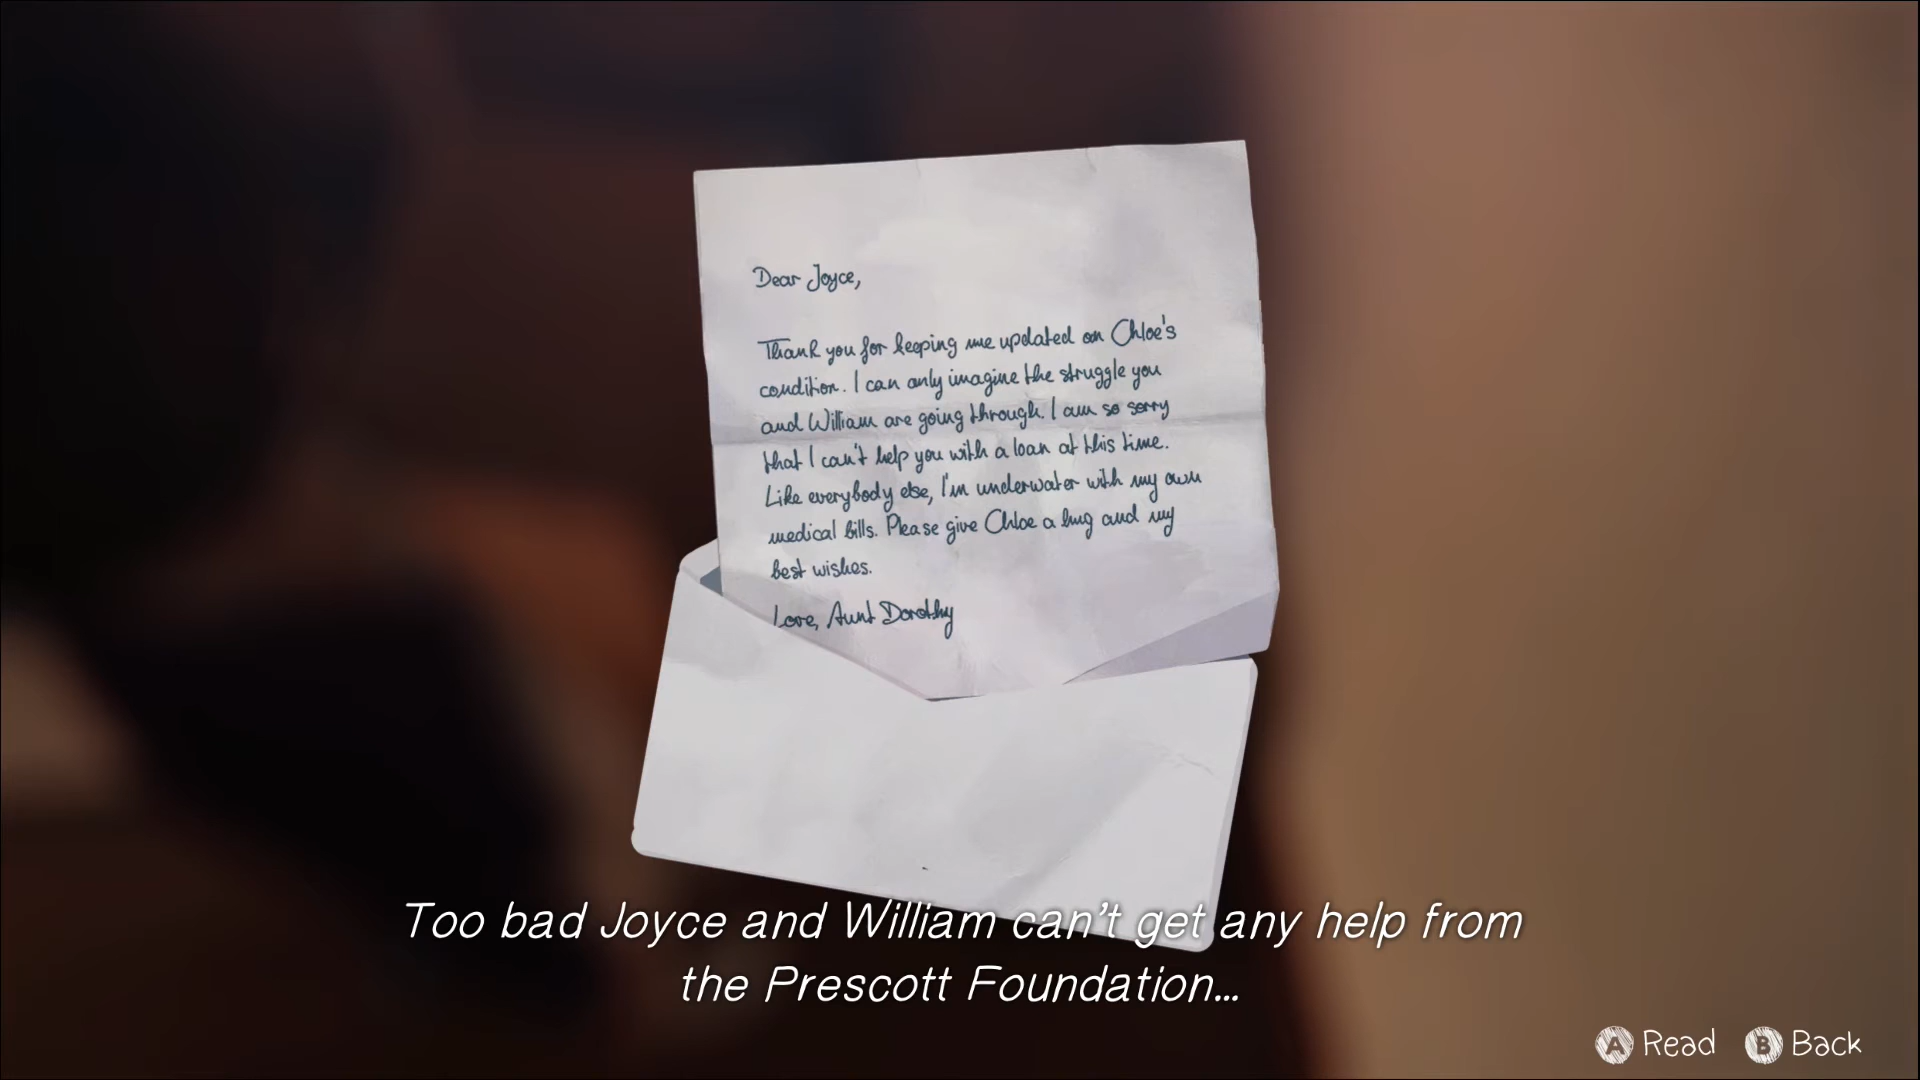 Dear Joyce,
Thank you for keeping me updated on Chloe's
condition. I can only imagine the struggle you
and William are going through. I am so sorry
that I can't help you with a loan at this time.
Like everybody else, I'm underwater with my own
medical bills. Please give Chloe a hug and my
best wishes.
Love, Aunt Dorothy
Too bad Joyce and William can't get any help from
the Prescott Foundation...
A Read B Back